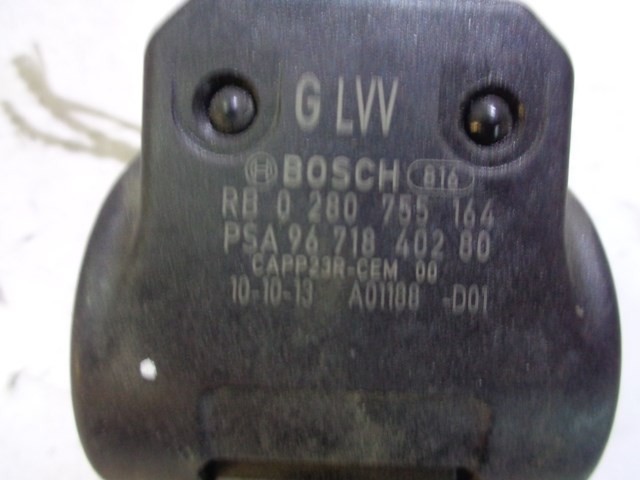 G LVV
BOSCH 816
RB 0 280 755 164
PSA 96 718 402 80
CAPP23R-CEM 00
10-10-13 A01188 -D01